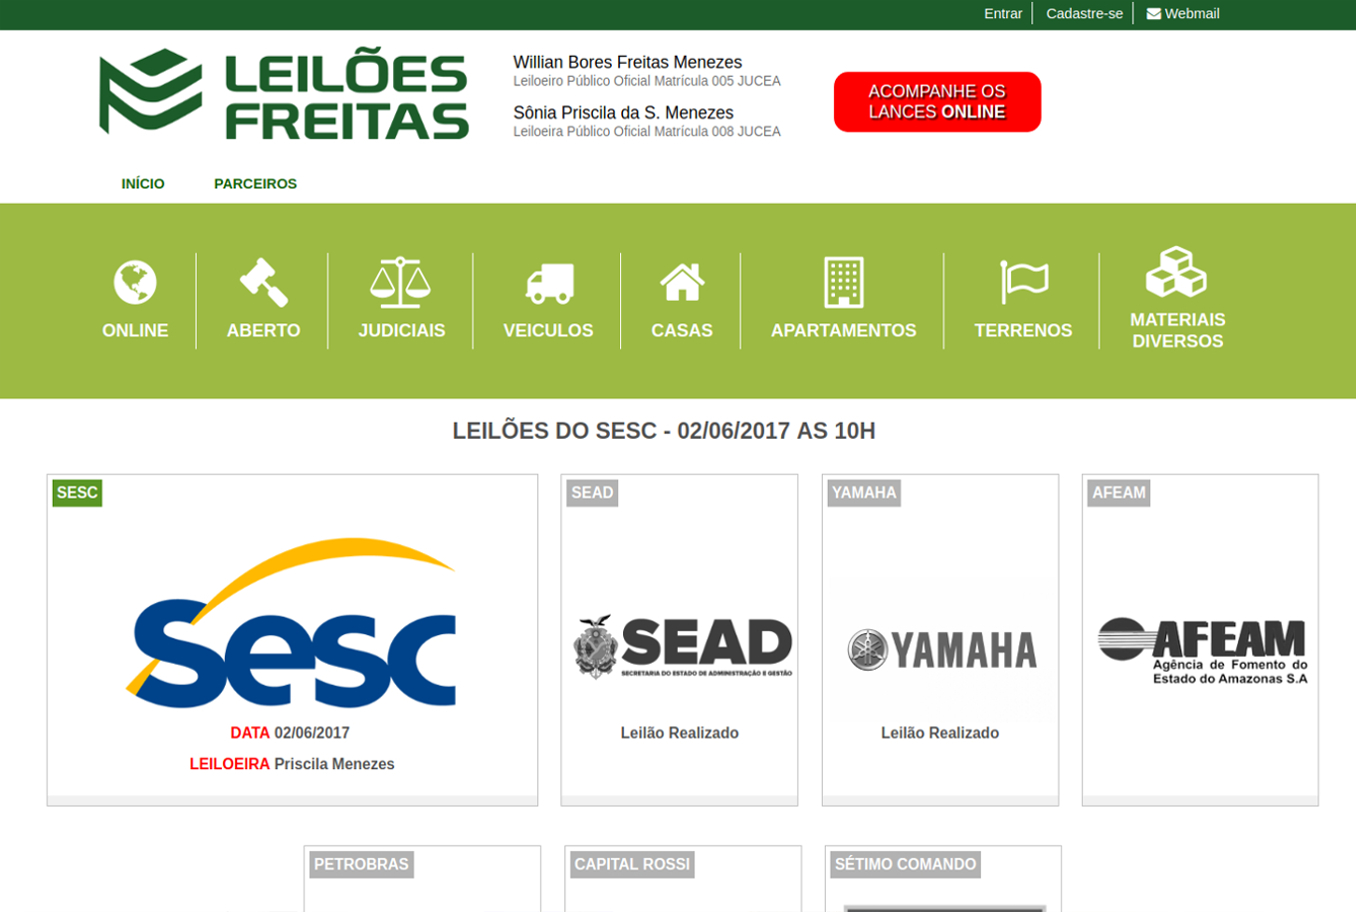 Entrar
Cadastre-se
Webmail
LEILÕES
FREITAS
Willian Bores Freitas Menezes
Leiloeiro Público Oficial Matrícula 005 JUCEA
Sônia Priscila da S. Menezes
Leiloeira Público Oficial Matrícula 008 JUCEA
ACOMPANHE OS
LANCES ONLINE
INÍCIO
PARCEIROS
ONLINE
ABERTO
JUDICIAIS
VEICULOS
CASAS
APARTAMENTOS
TERRENOS
MATERIAIS
DIVERSOS
LEILÕES DO SESC - 02/06/2017 AS 10H
SESC
Sesc
DATA 02/06/2017
LEILOEIRA Priscila Menezes
SEAD
SEAD
SECRETARIA DO ESTADO DE ADMINISTRAÇÃO E GESTÃO
Leilão Realizado
YAMAHA
YAMAHA
Leilão Realizado
AFEAM
AFEAM
Agência de Fomento do
Estado do Amazonas S.A
PETROBRAS
CAPITAL ROSSI
SÉTIMO COMANDO